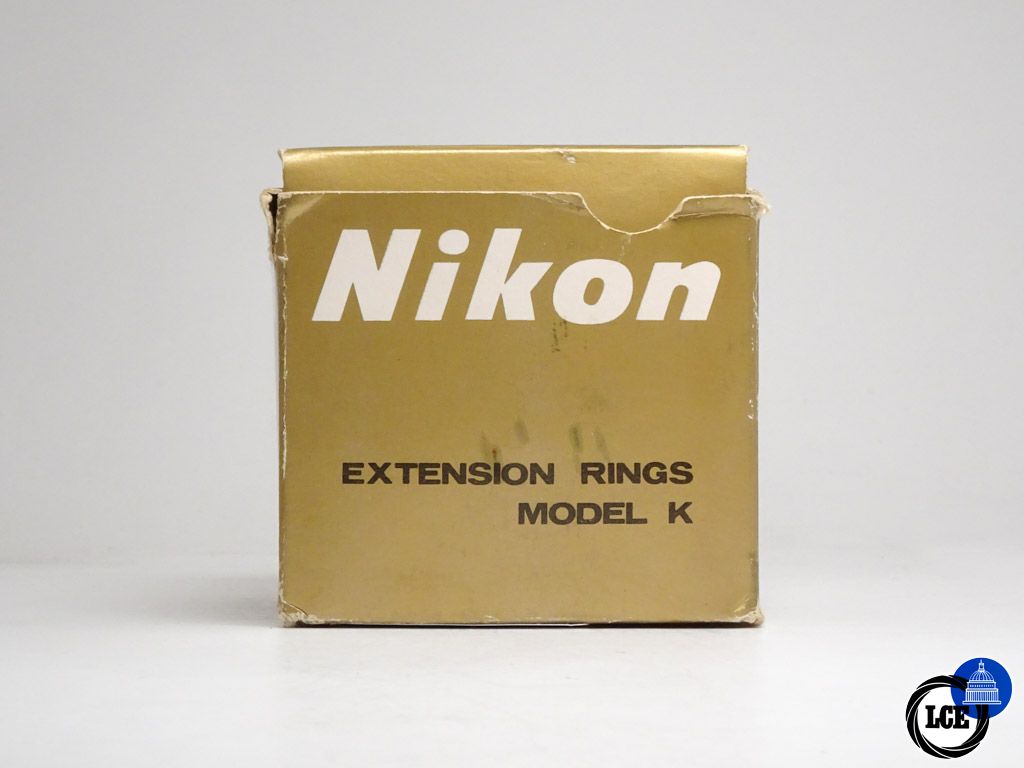 Nikon
EXTENSION RINGS
MODEL K
LCE